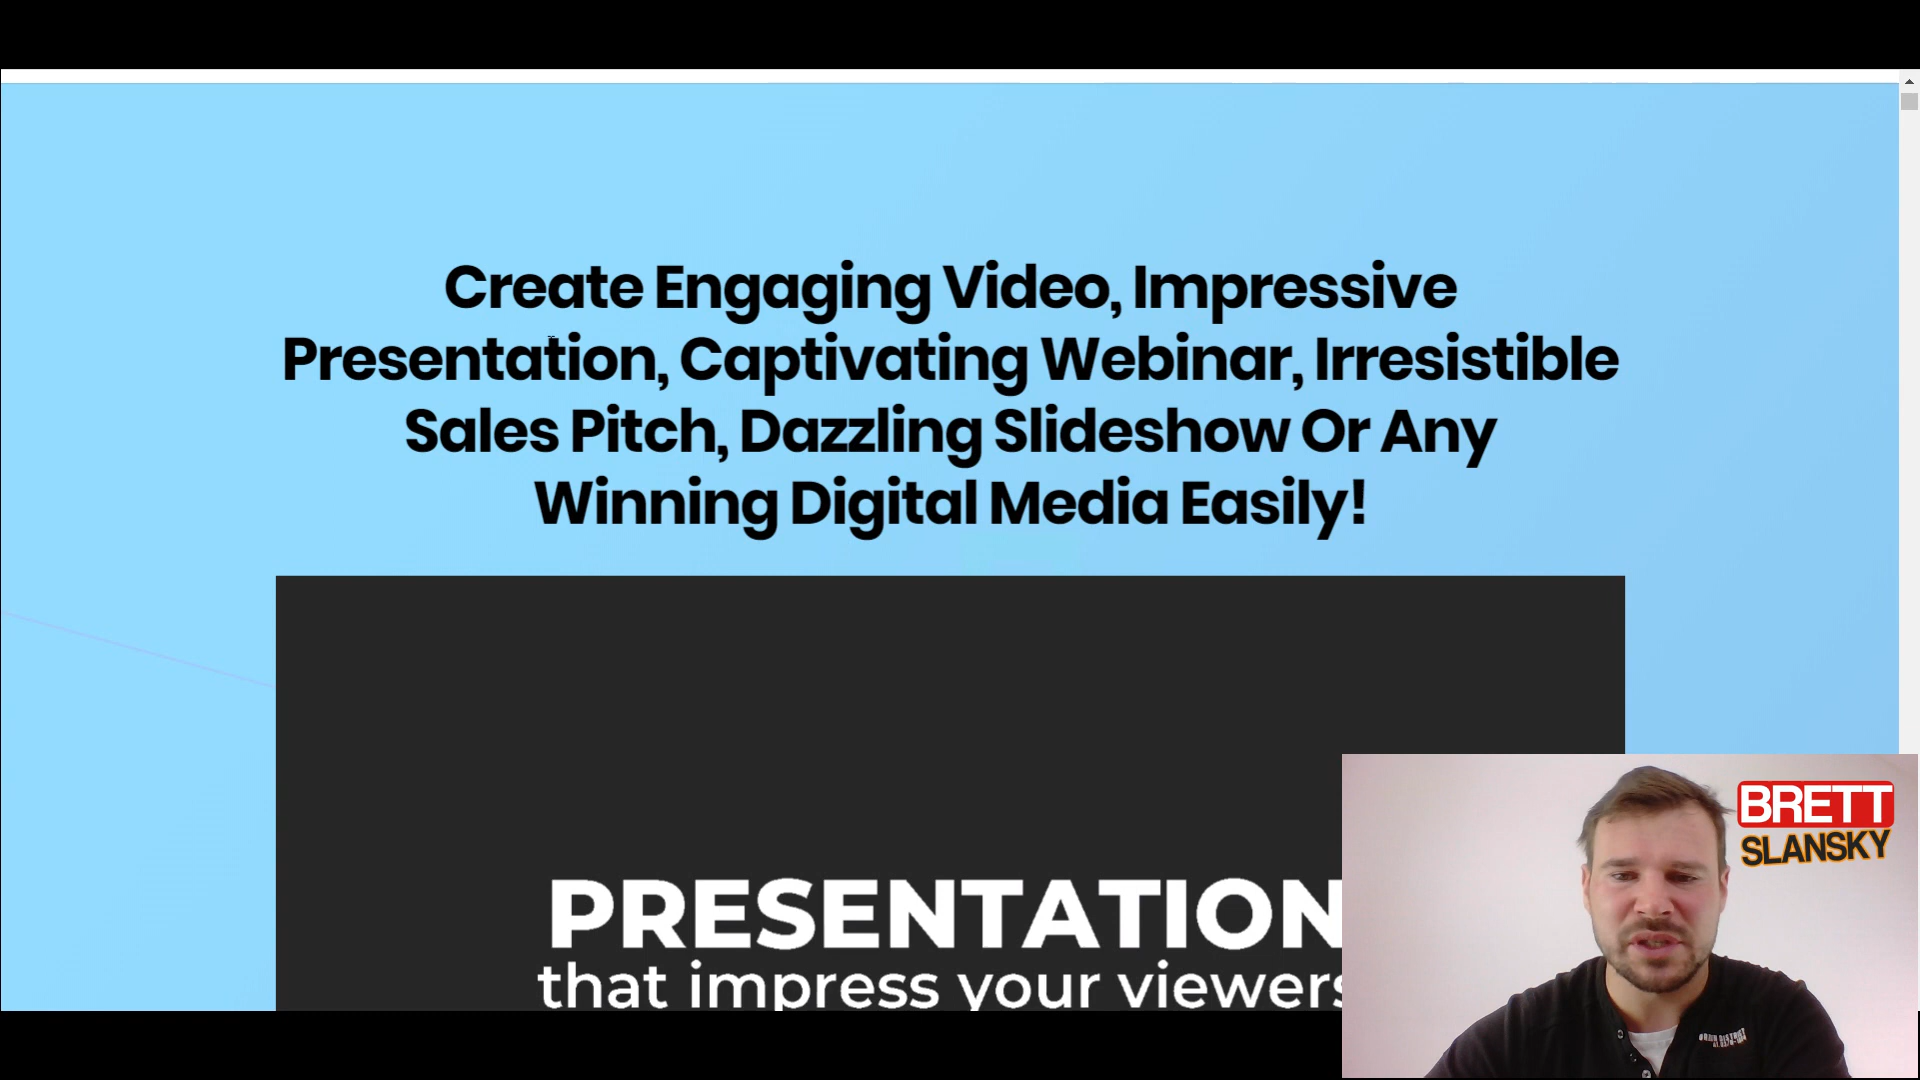 Create Engaging Video, Impressive
Presentation, Captivating Webinar, Irresistible
Sales Pitch, Dazzling Slideshow Or Any
Winning Digital Media Easily!
PRESENTATION
that impress your viewers
BRETT
SLANSKY